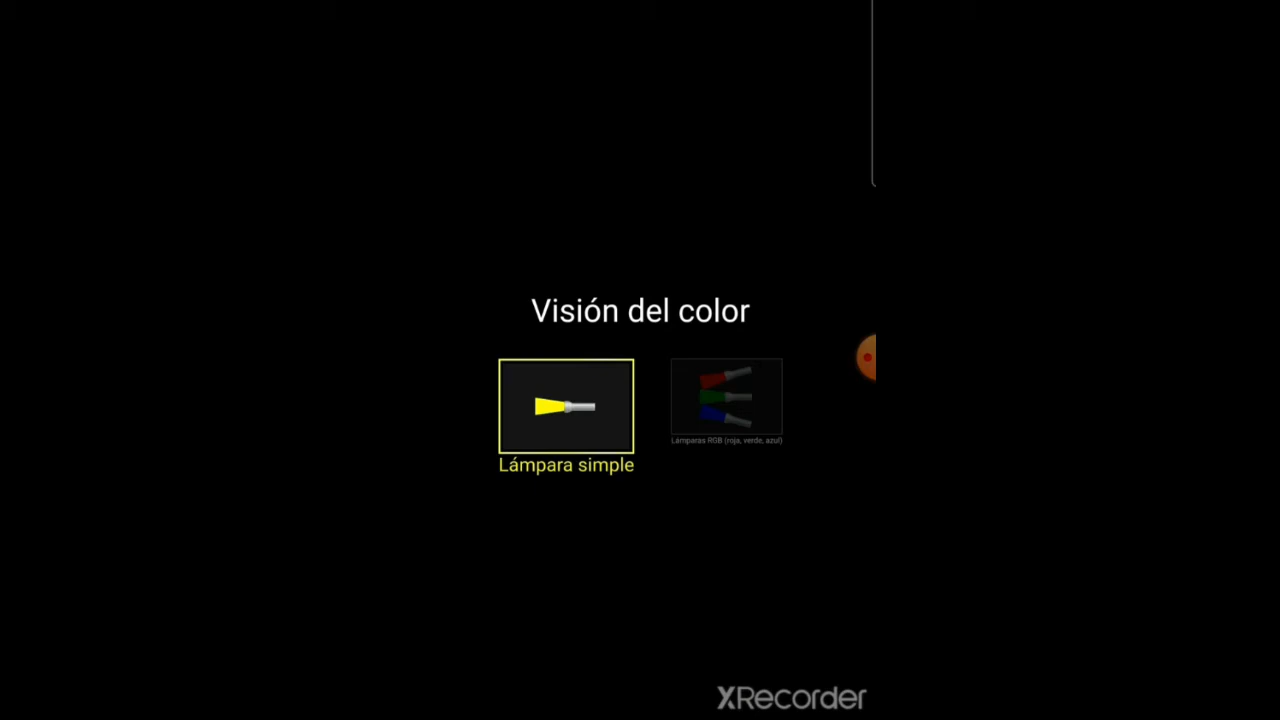 Visión del color
Lámpara simple
Lámparas RGB (roja, verde, azul)
XRecorder